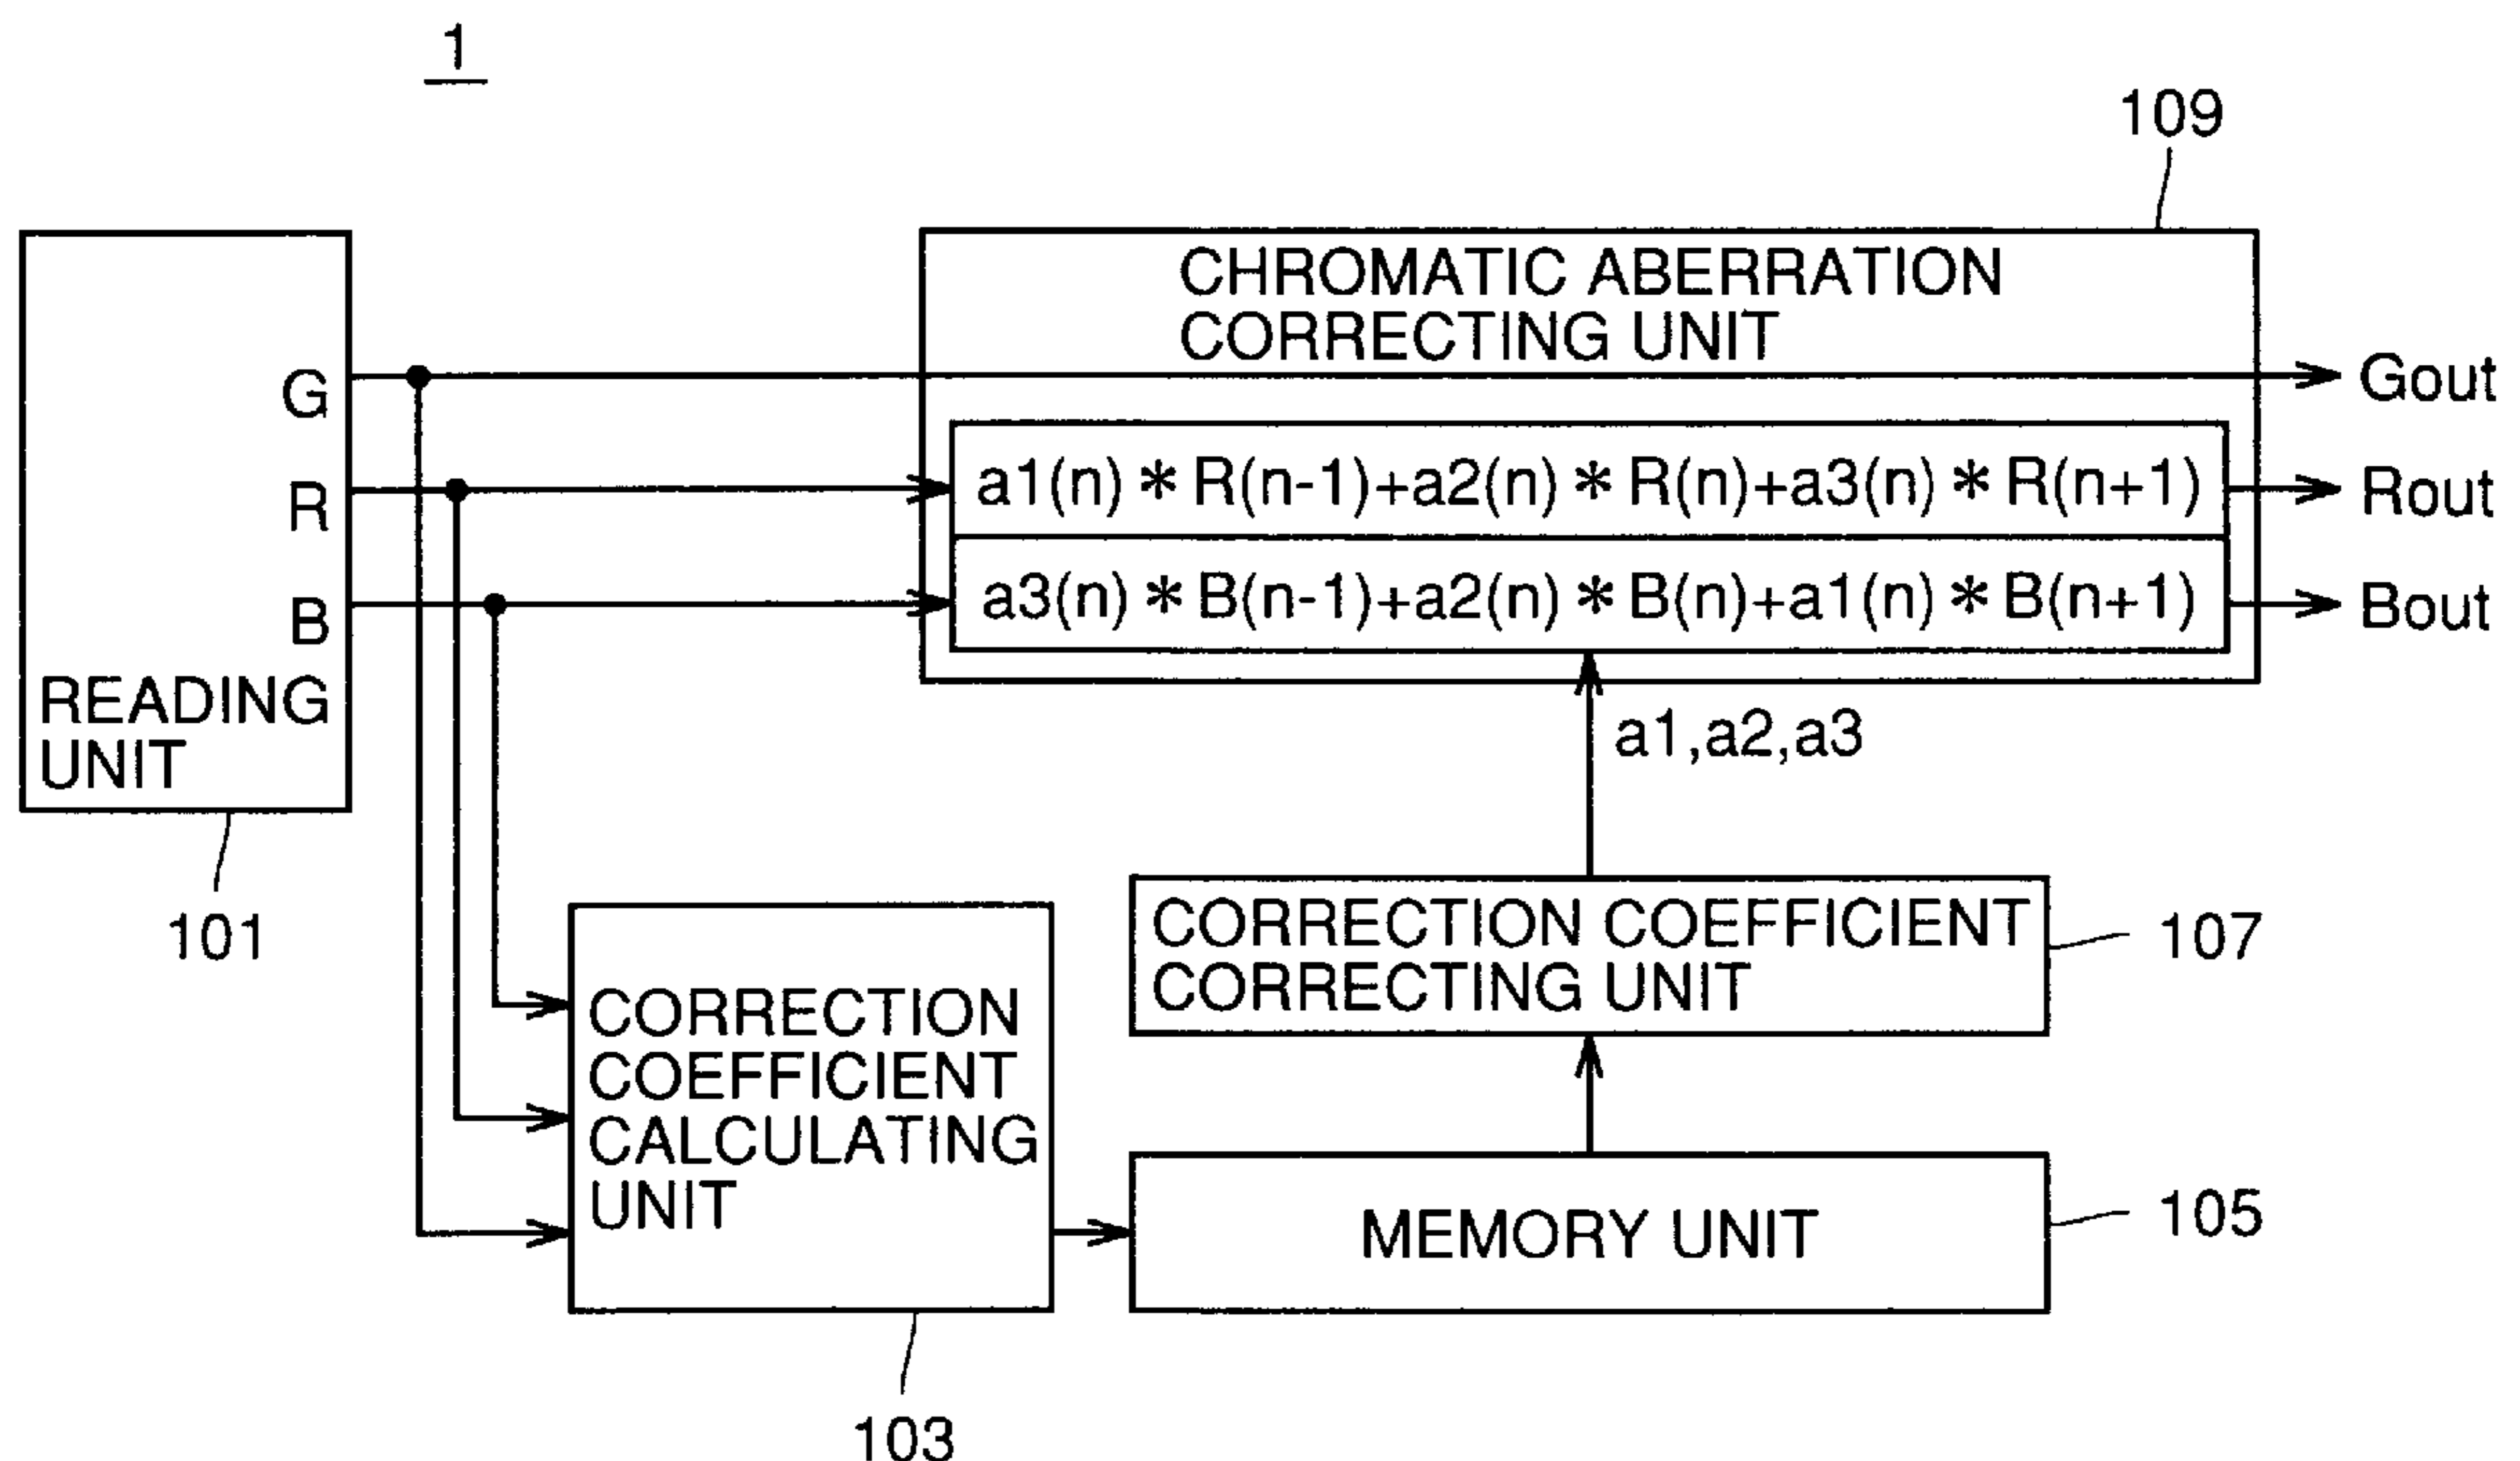 1
109
CHROMATIC ABERRATION
CORRECTING UNIT
G
Gout
R
a1(n) * R(n-1)+a2(n) * R(n)+a3(n) * R(n+1)
Rout
B
a3(n) * B(n-1)+a2(n) * B(n)+a1(n) * B(n+1)
Bout
READING
UNIT
a1,a2,a3
101
CORRECTION COEFFICIENT
CORRECTING UNIT
107
CORRECTION
COEFFICIENT
CALCULATING
UNIT
MEMORY UNIT
105
103